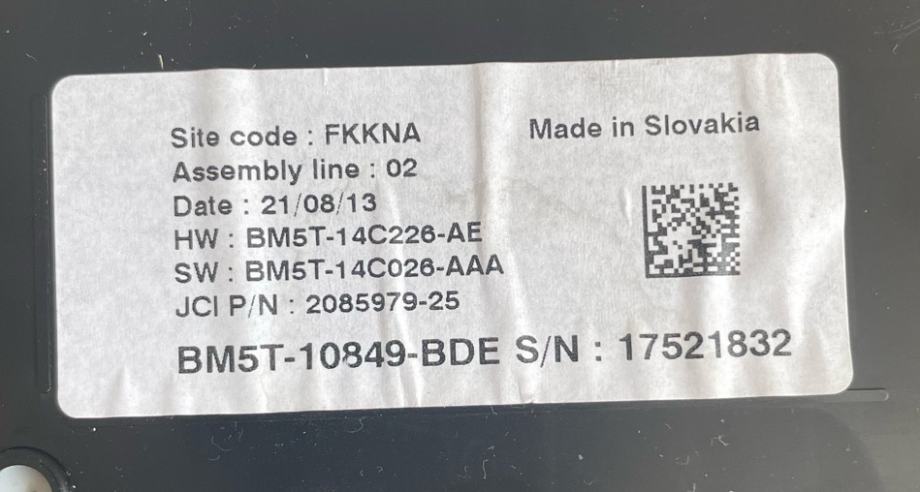 Site code : FKKNA
Made in Slovakia
Assembly line : 02
Date : 21/08/13
HW : BM5T-14C226-AE
SW : BM5T-14C026-AAA
JCI P/N : 2085979-25
BM5T-10849-BDE S/N : 17521832